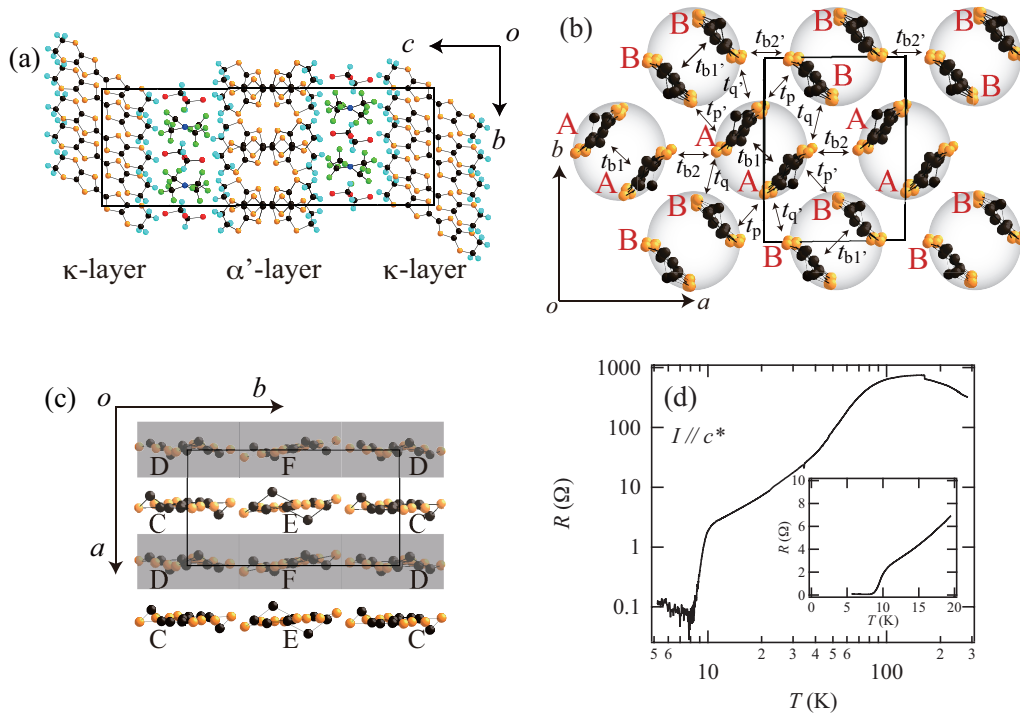 (a)
c
o
b
κ-layer
α'-layer
κ-layer
(b)
B
B
B
t_b2'
t_b2'
t_b1'
B
B
B
t_q'
t_p
t_q
t_p'
A
A
A
A
A
A
t_b1
t_b2
t_b1
t_b2
t_q
t_p'
t_p
t_q'
B
B
B
B
B
B
t_b1'
b
o
a
(c)
o
b
a
D
F
D
C
E
C
D
F
D
C
E
C
(d)
I // c*
R (Ω)
1000
100
10
1
0.1
5 6
10
2
3
4
5
6
100
2
3
T (K)
R (Ω)
10
8
6
4
2
0
0
5
10
15
20
T (K)